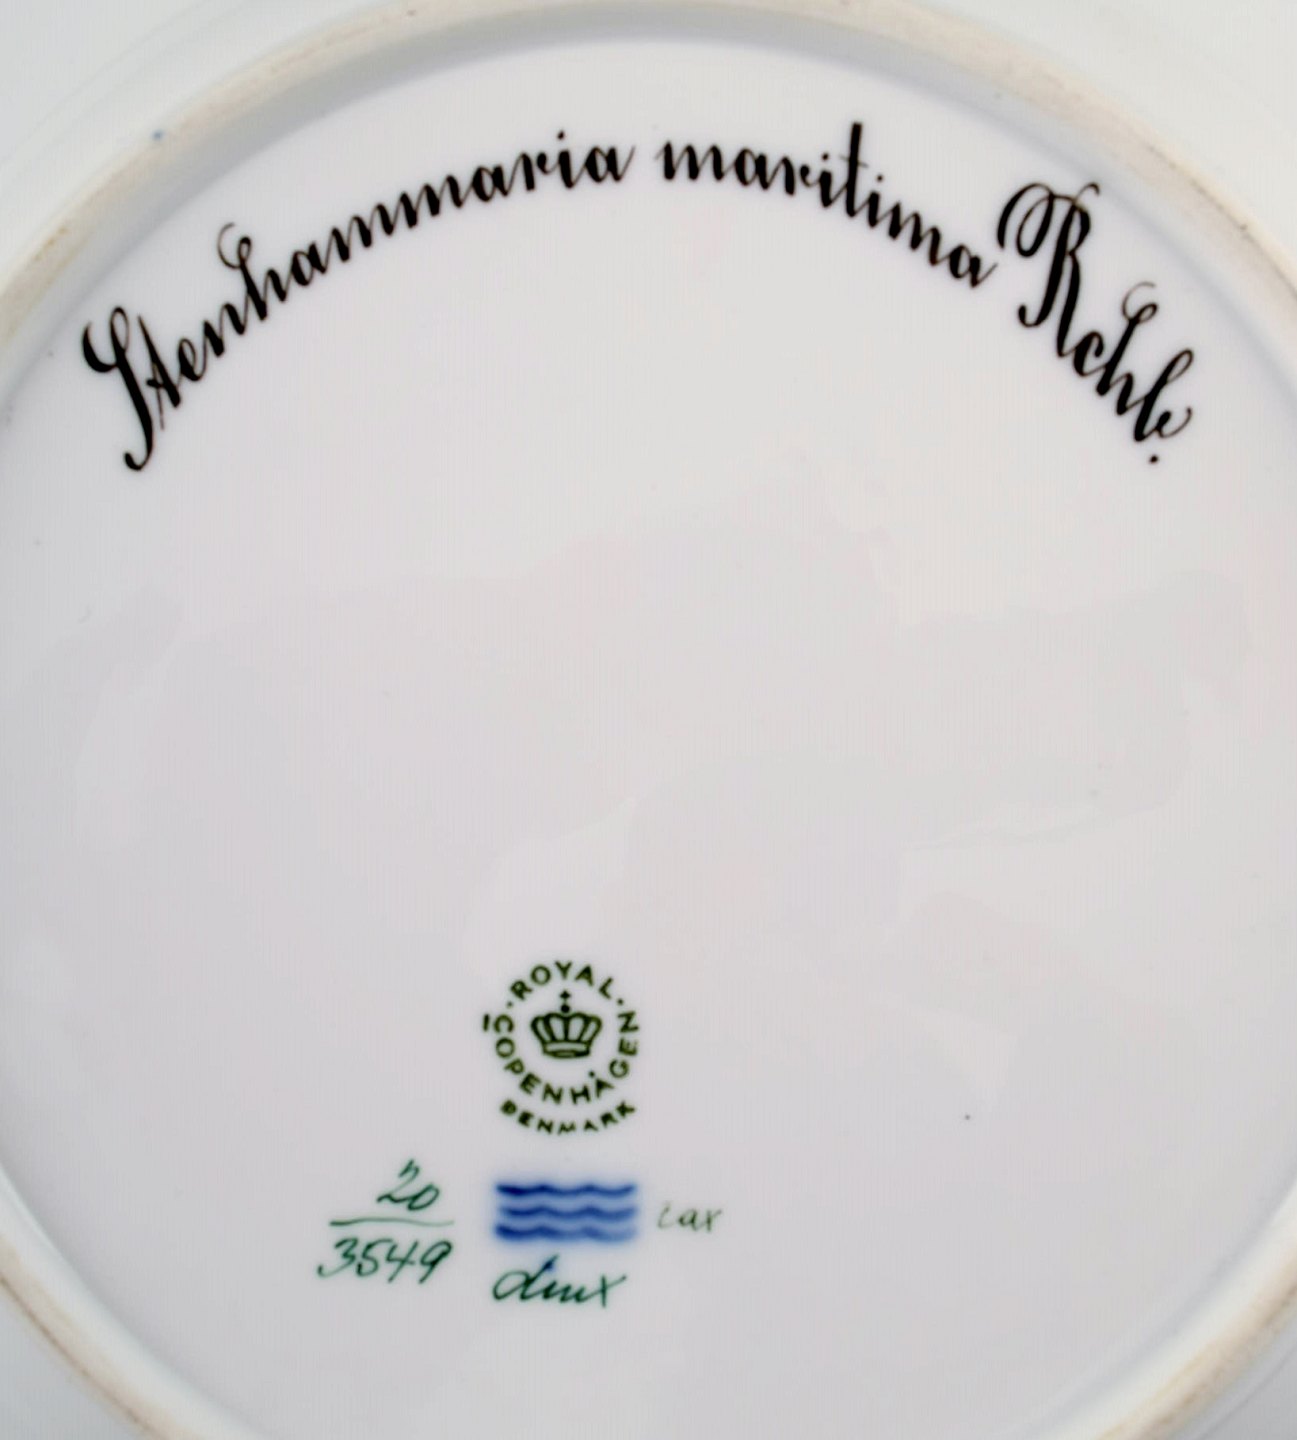 Stenhammaria maritima Rchb.
ROYAL COPENHAGEN
DENMARK
20
3549